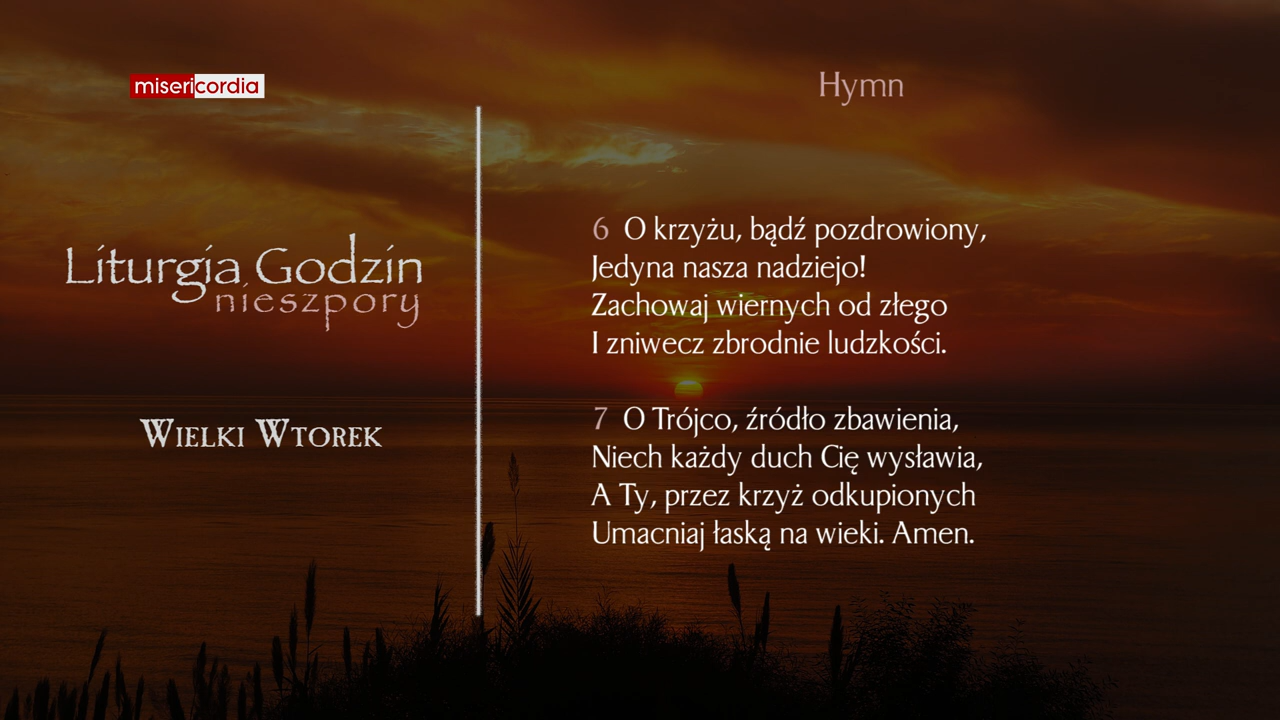 misericordia
Liturgia Godzin
nieszpory
Wielki Wtorek
Hymn
6 O krzyżu, bądź pozdrowiony,
Jedyna nasza nadziejo!
Zachowaj wiernych od złego
I zniwecz zbrodnie ludzkości.
7 O Trójco, źródło zbawienia,
Niech każdy duch Cię wysławia,
A Ty, przez krzyż odkupionych
Umacniaj łaską na wieki. Amen.